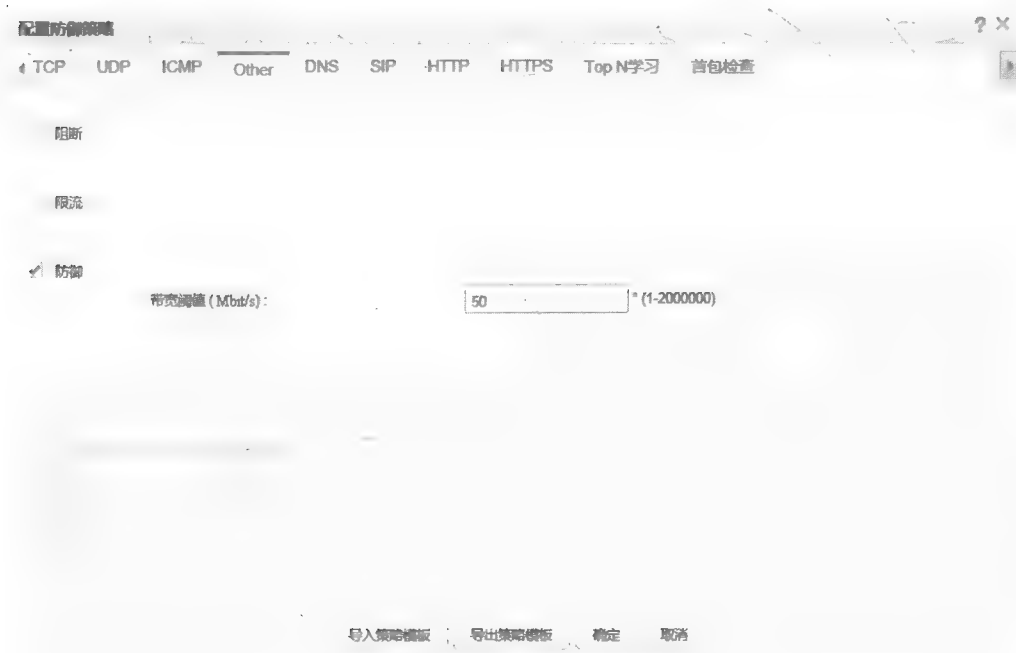 配置防御策略 ? ×
TCP UDP ICMP Other DNS SIP HTTP HTTPS Top N学习 首包检查
阻断
限流
防御
带宽阈值 ( Mbit/s) : 50 * (1-2000000)
导入策略模板 导出策略模板 确定 取消